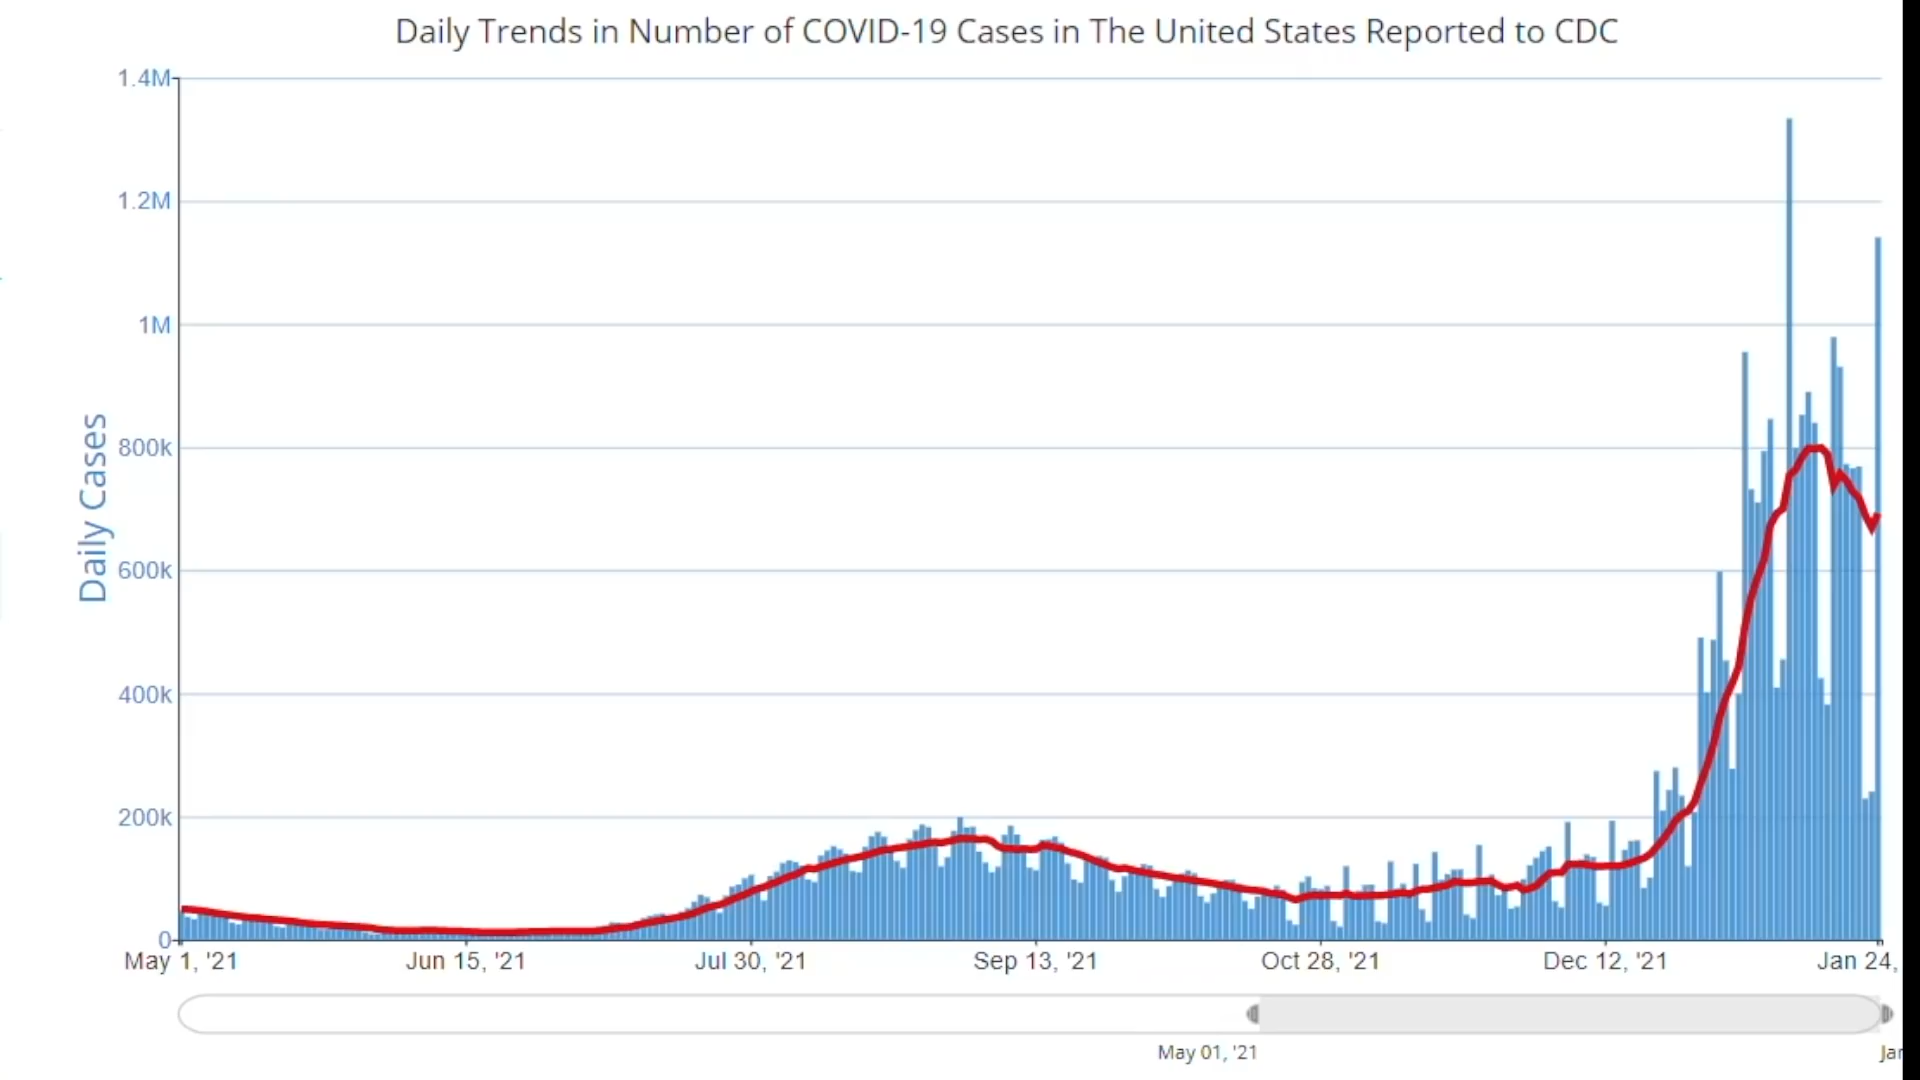 Daily Trends in Number of COVID-19 Cases in The United States Reported to CDC
1.4M
1.2M
1M
800k
600k
400k
200k
0
Daily Cases
May 1, '21
Jun 15, '21
Jul 30, '21
Sep 13, '21
Oct 28, '21
Dec 12, '21
Jan 24,
May 01, '21
Jan